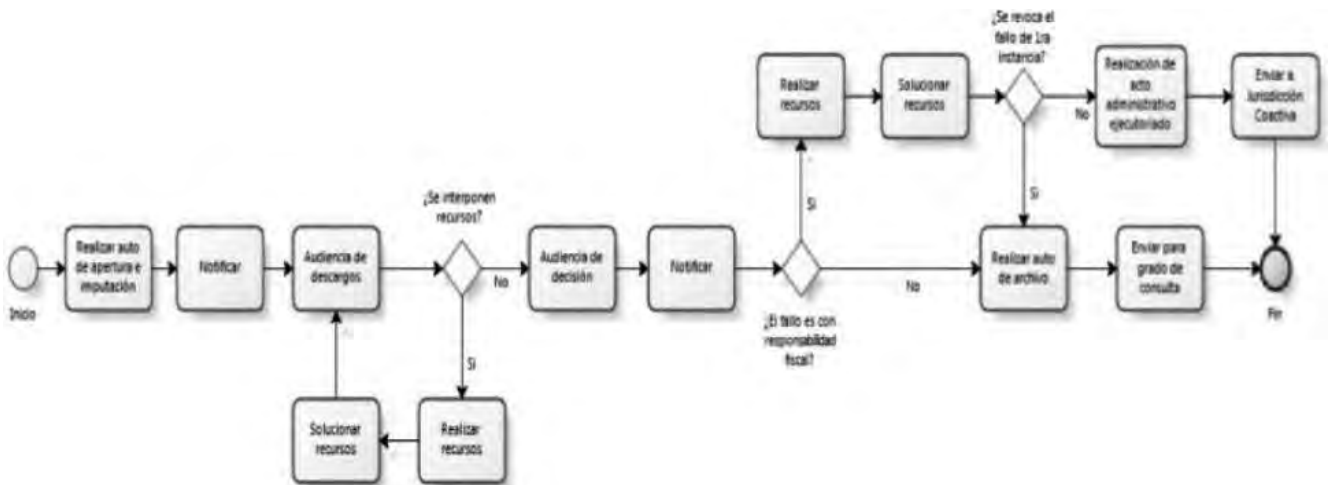 ¿Se revoca el
fallo de 1ra
instancia?
Realizar
recursos
Solucionar
recursos
Realización de
acto
administrativo
ejecutoriado
Enviar a
Jurisdicción
Coactiva
No
Si
Si
¿Se interponen
recursos?
Inicio
Realizar auto
de apertura e
imputación
Notificar
Audiencia de
descargos
No
Audiencia de
decisión
Notificar
No
Realizar auto
de archivo
Enviar para
grado de
consulta
Fin
¿El fallo es con
responsabilidad
fiscal?
Si
Solucionar
recursos
Realizar
recursos